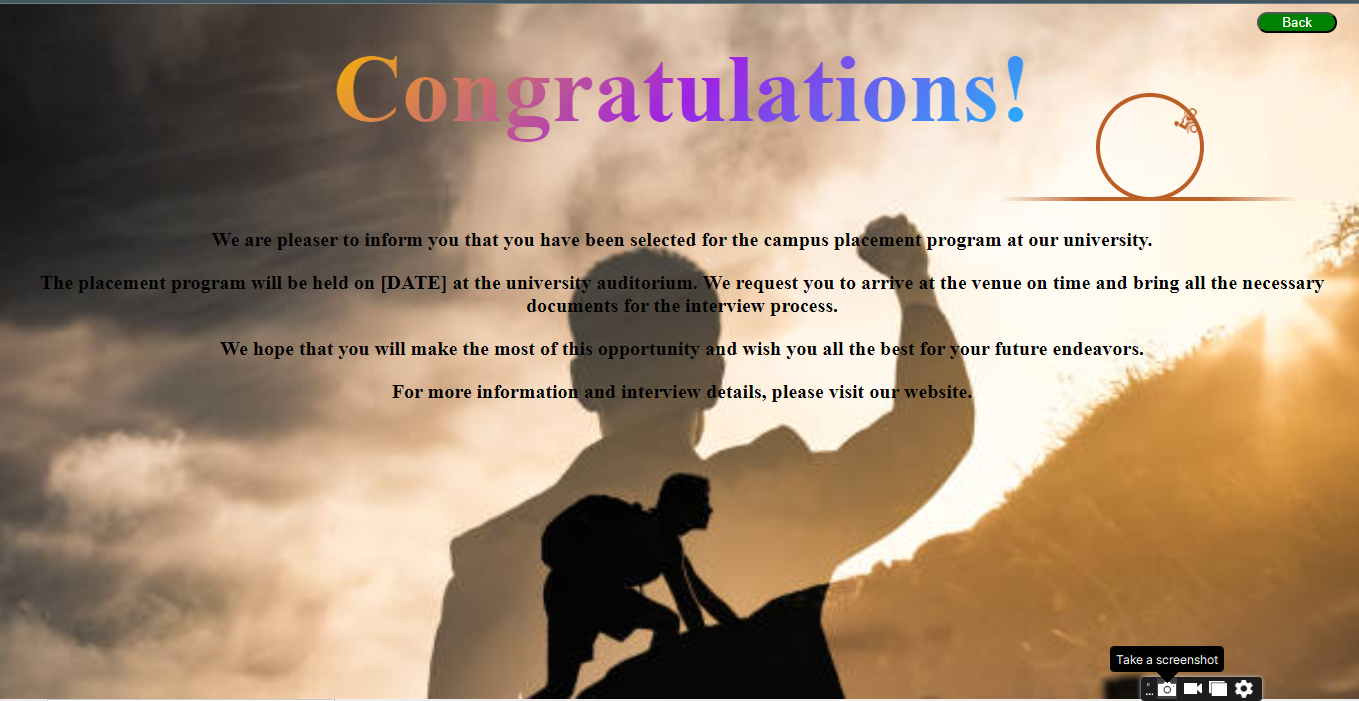 Back
Congratulations!
We are pleaser to inform you that you have been selected for the campus placement program at our university.
The placement program will be held on [DATE] at the university auditorium. We request you to arrive at the venue on time and bring all the necessary
documents for the interview process.
We hope that you will make the most of this opportunity and wish you all the best for your future endeavors.
For more information and interview details, please visit our website.
Take a screenshot